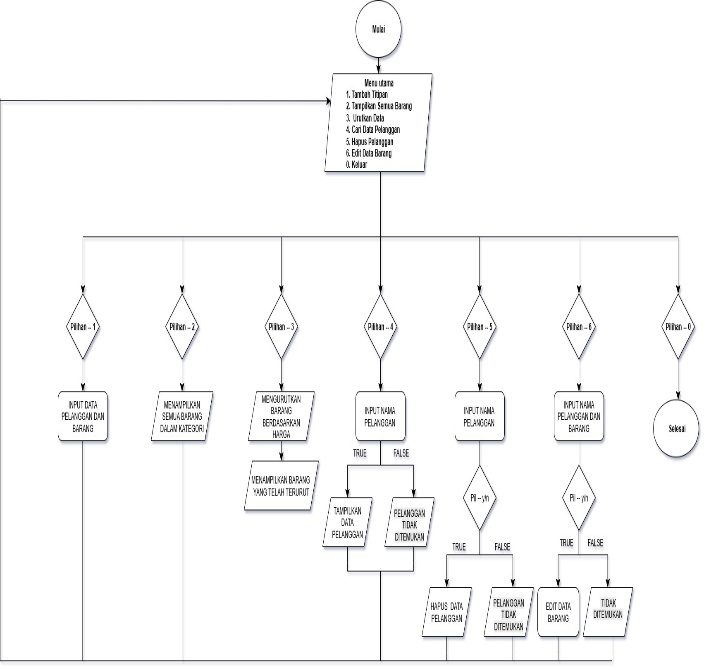 Mulai
Menu utama
1. Tambah Titipan
2. Tampilkan Semua Barang
3. Urutkan Data
4. Cari Data Pelanggan
5. Hapus Pelanggan
6. Edit Data Barang
0. Keluar
Pilihan -- 1
Pilihan -- 2
Pilihan -- 3
Pilihan -- 4
Pilihan -- 5
Pilihan -- 6
Pilihan -- 0
INPUT DATA
PELANGGAN DAN
BARANG
MENAMPILKAN
SEMUA BARANG
DALAM KATEGORI
MENGURUTKAN
BARANG
BERDASARKAN
HARGA
INPUT NAMA
PELANGGAN
INPUT NAMA
PELANGGAN
INPUT NAMA
PELANGGAN DAN
BARANG
Selesai
MENAMPILKAN BARANG
YANG TELAH TERURUT
TRUE
FALSE
TAMPILKAN
DATA
PELANGGAN
PELANGGAN
TIDAK
DITEMUKAN
Pil -- y/n
Pil -- y/n
TRUE
FALSE
TRUE
FALSE
HAPUS DATA
PELANGGAN
PELANGGAN
TIDAK
DITEMUKAN
EDIT DATA
BARANG
TIDAK
DITEMUKAN